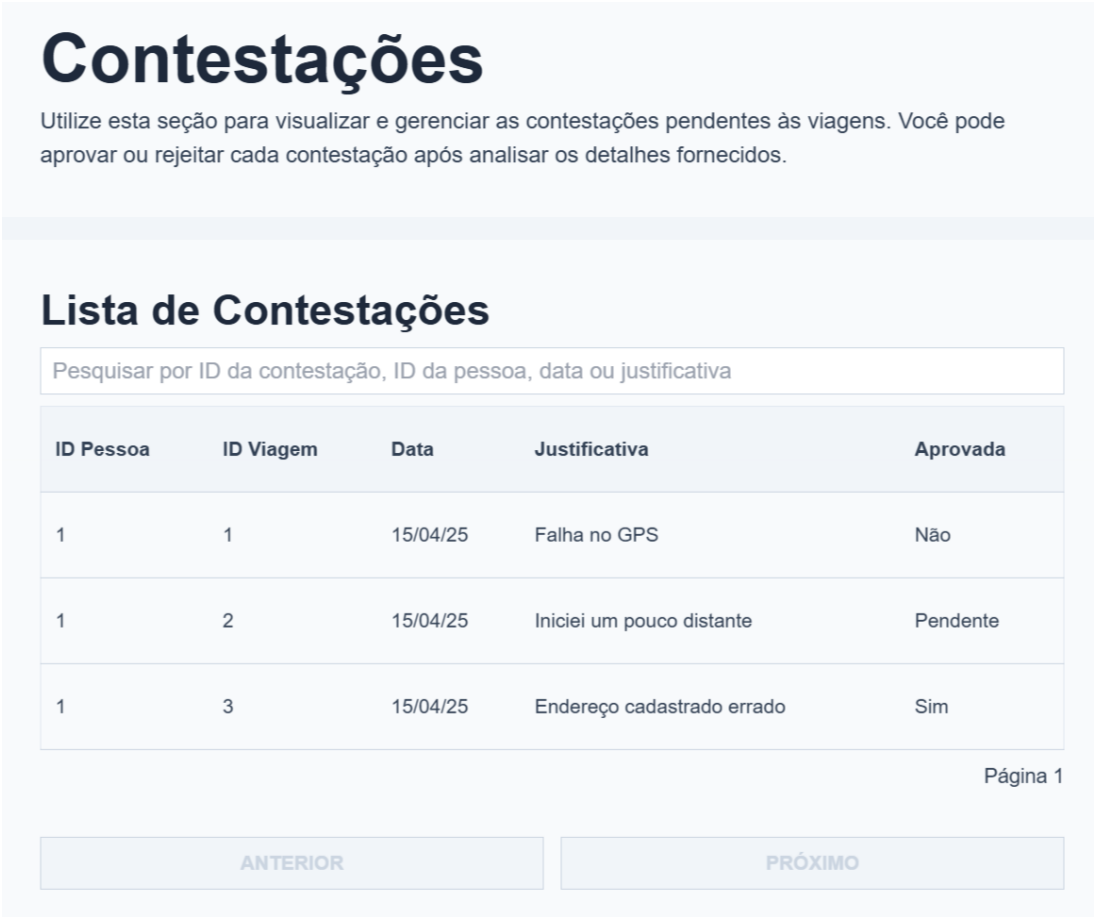 Contestações
Utilize esta seção para visualizar e gerenciar as contestações pendentes às viagens. Você pode
aprovar ou rejeitar cada contestação após analisar os detalhes fornecidos.
Lista de Contestações
Pesquisar por ID da contestação, ID da pessoa, data ou justificativa
ID Pessoa ID Viagem Data Justificativa Aprovada
1 1 15/04/25 Falha no GPS Não
1 2 15/04/25 Iniciei um pouco distante Pendente
1 3 15/04/25 Endereço cadastrado errado Sim
Página 1
ANTERIOR PRÓXIMO